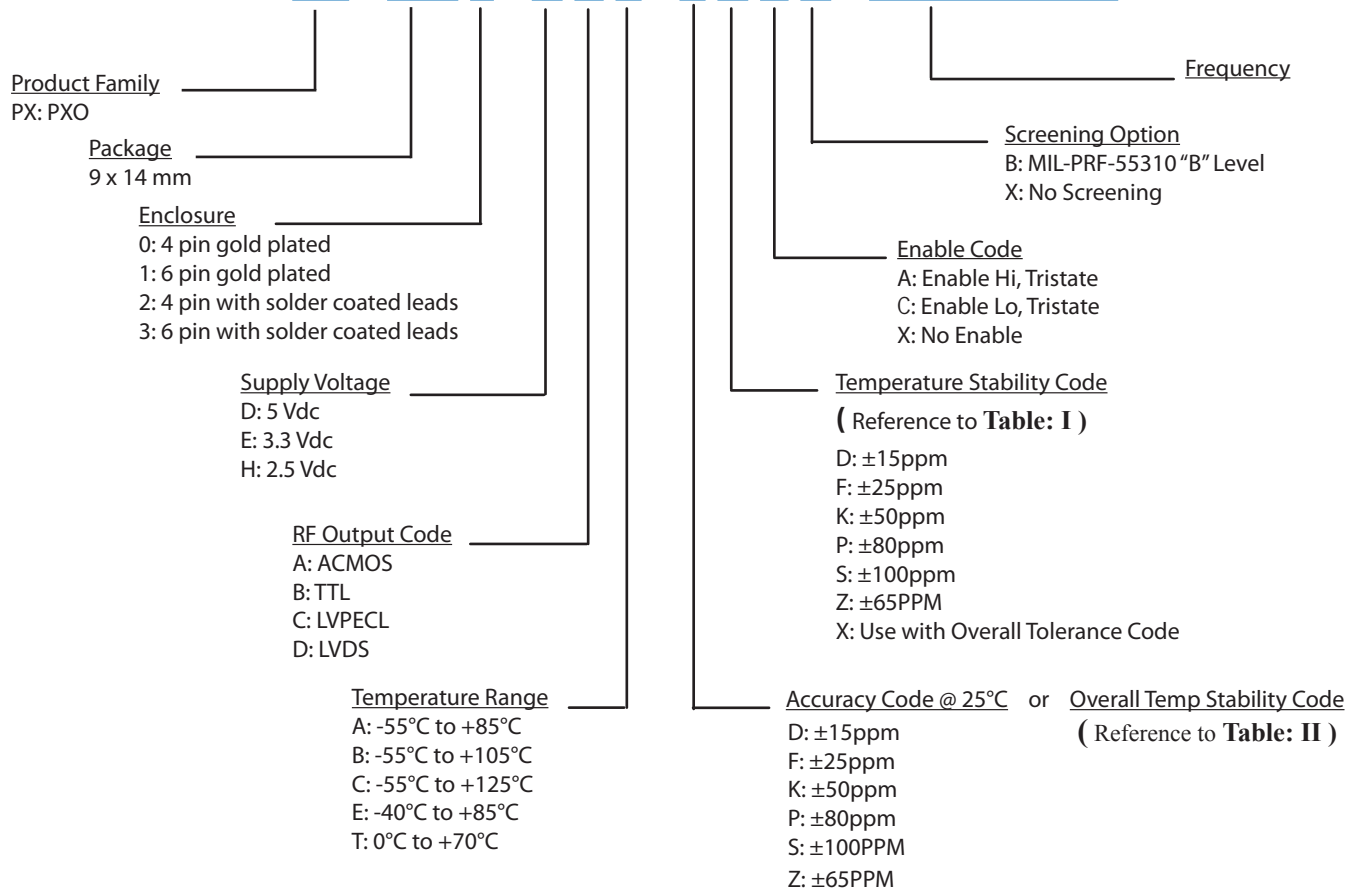 Product Family
PX: PXO
Package
9 x 14 mm
Enclosure
0: 4 pin gold plated
1: 6 pin gold plated
2: 4 pin with solder coated leads
3: 6 pin with solder coated leads
Supply Voltage
D: 5 Vdc
E: 3.3 Vdc
H: 2.5 Vdc
RF Output Code
A: ACMOS
B: TTL
C: LVPECL
D: LVDS
Temperature Range
A: -55°C to +85°C
B: -55°C to +105°C
C: -55°C to +125°C
E: -40°C to +85°C
T: 0°C to +70°C
Frequency
Screening Option
B: MIL-PRF-55310 “B” Level
X: No Screening
Enable Code
A: Enable Hi, Tristate
C: Enable Lo, Tristate
X: No Enable
Temperature Stability Code
( Reference to Table: I )
D: ±15ppm
F: ±25ppm
K: ±50ppm
P: ±80ppm
S: ±100ppm
Z: ±65PPM
X: Use with Overall Tolerance Code
Accuracy Code @ 25°C or Overall Temp Stability Code
( Reference to Table: II )
D: ±15ppm
F: ±25ppm
K: ±50ppm
P: ±80ppm
S: ±100PPM
Z: ±65PPM